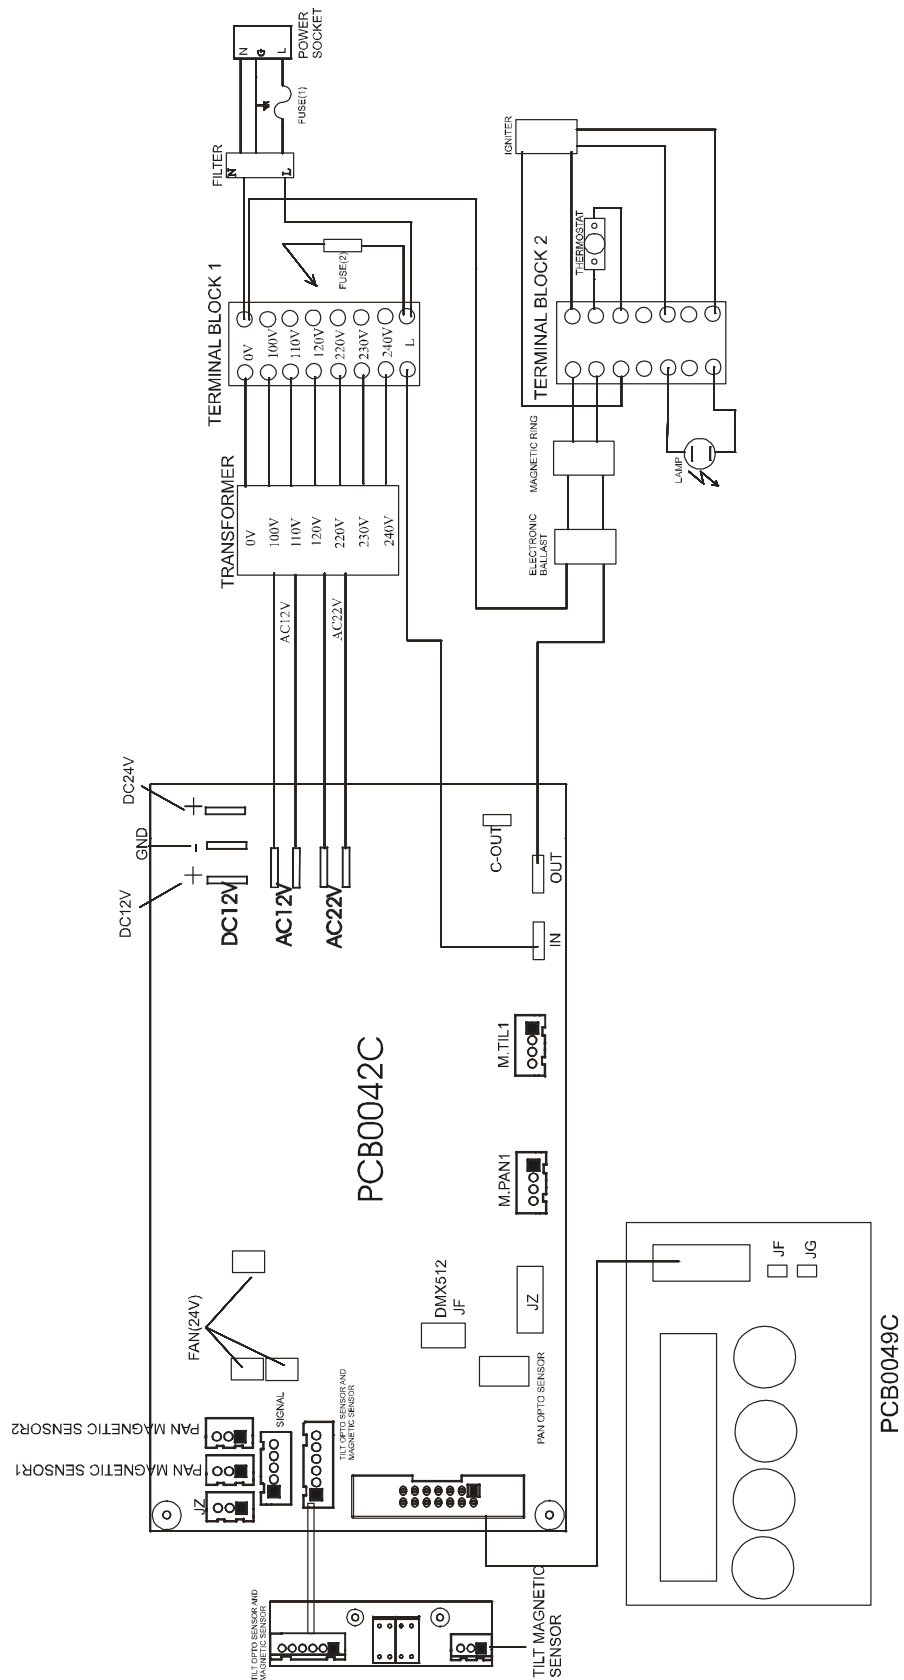 POWER
SOCKET
N
G
L
FUSE(1)
FILTER
N
L
IGNITER
THERMOSTAT
FUSE(2)
TERMINAL BLOCK 1
0V
100V
110V
120V
220V
230V
240V
L
TERMINAL BLOCK 2
TRANSFORMER
0V
100V
110V
120V
220V
230V
240V
MAGNETIC RING
LAMP
ELECTRONIC
BALLAST
AC12V
AC22V
DC24V
GND
DC12V
+
-
+
DC12V
AC12V
AC22V
C-OUT
OUT
IN
M.TIL1
PCB0042C
M.PAN1
FAN(24V)
DMX512
JF
JZ
PAN OPTO SENSOR
SIGNAL
TILT OPTO SENSOR AND
MAGNETIC SENSOR
PAN MAGNETIC SENSOR2
PAN MAGNETIC SENSOR1
JZ
JF
JG
PCB0049C
TILT OPTO SENSOR AND
MAGNETIC SENSOR
TILT MAGNETIC
SENSOR